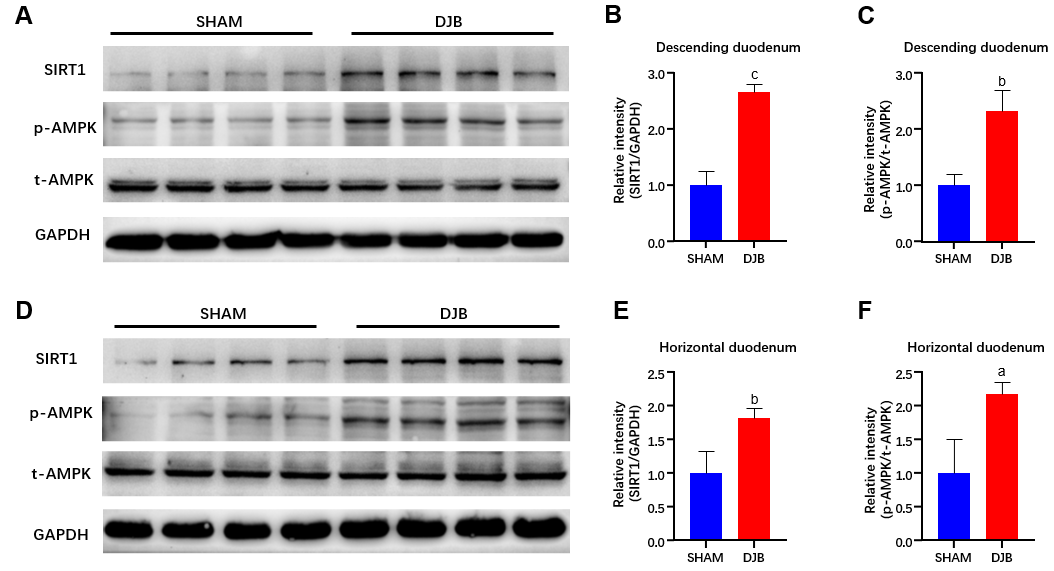 A
SHAM
DJB
SIRT1
p-AMPK
t-AMPK
GAPDH
B
Descending duodenum
Relative intensity
(SIRT1/GAPDH)
3.0
2.0
1.0
0.0
c
SHAM
DJB
C
Descending duodenum
Relative intensity
(p-AMPK/t-AMPK)
3.0
2.0
1.0
0.0
b
SHAM
DJB
D
SHAM
DJB
SIRT1
p-AMPK
t-AMPK
GAPDH
E
Horizontal duodenum
Relative intensity
(SIRT1/GAPDH)
2.5
2.0
1.5
1.0
0.5
0.0
b
SHAM
DJB
F
Horizontal duodenum
Relative intensity
(p-AMPK/t-AMPK)
2.5
2.0
1.5
1.0
0.5
0.0
a
SHAM
DJB